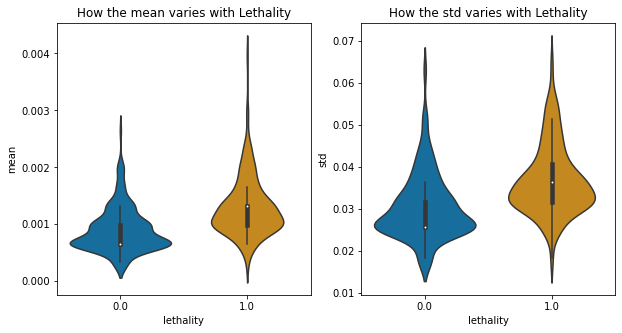 How the mean varies with Lethality
0.004
0.003
0.002
0.001
0.000
mean
0.0
1.0
lethality
How the std varies with Lethality
0.07
0.06
0.05
0.04
0.03
0.02
0.01
std
0.0
1.0
lethality